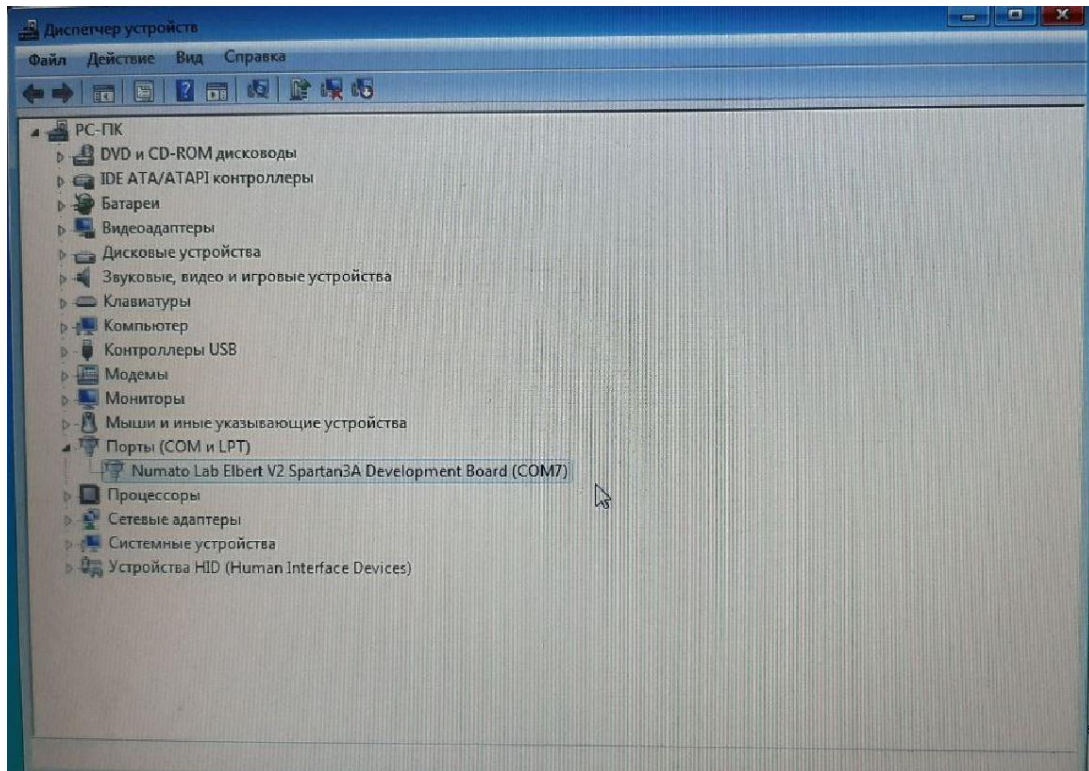 Диспетчер устройств
Файл Действие Вид Справка
РС-ПК
DVD и CD-ROM дисководы
IDE ATA/ATAPI контроллеры
Батареи
Видеоадаптеры
Дисковые устройства
Звуковые, видео и игровые устройства
Клавиатуры
Компьютер
Контроллеры USB
Модемы
Мониторы
Мыши и иные указывающие устройства
Порты (COM и LPT)
Numato Lab Elbert V2 Spartan3A Development Board (COM7)
Процессоры
Сетевые адаптеры
Системные устройства
Устройства HID (Human Interface Devices)